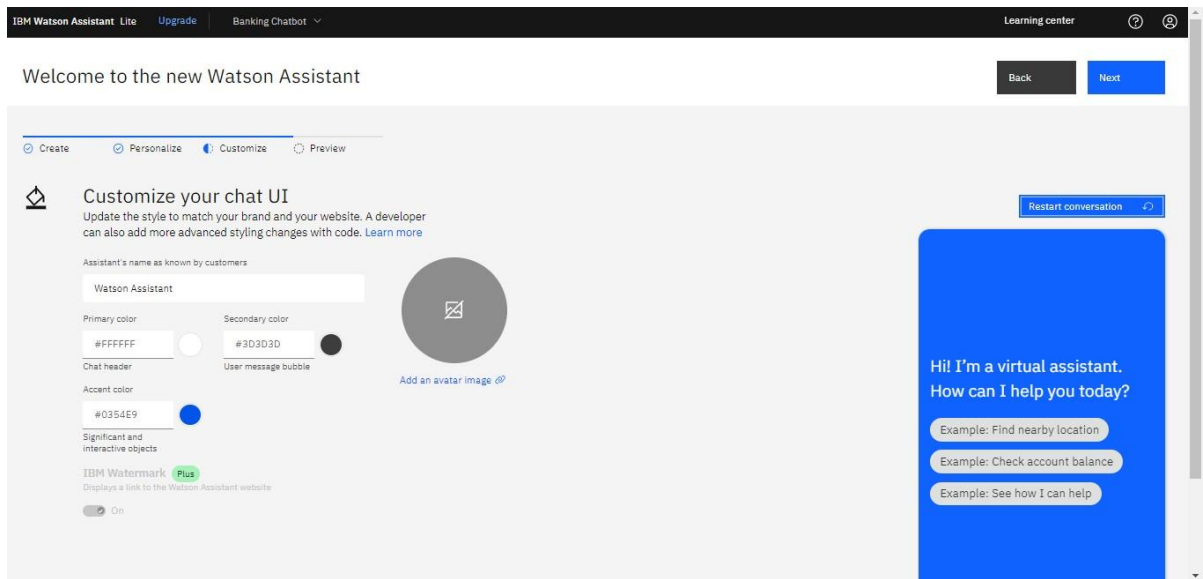 IBM Watson Assistant Lite Upgrade Banking Chatbot Learning center
Welcome to the new Watson Assistant
Back Next
Create Personalize Customize Preview
Customize your chat UI
Update the style to match your brand and your website. A developer
can also add more advanced styling changes with code. Learn more
Restart conversation
Assistant's name as known by customers
Watson Assistant
Primary color Secondary color
#FFFFFF #3D3D3D
Chat header User message bubble
Add an avatar image
Accent color
#0354E9
Significant and
interactive objects
IBM Watermark Plus
Displays a link to the Watson Assistant website
On
Hi! I'm a virtual assistant.
How can I help you today?
Example: Find nearby location
Example: Check account balance
Example: See how I can help